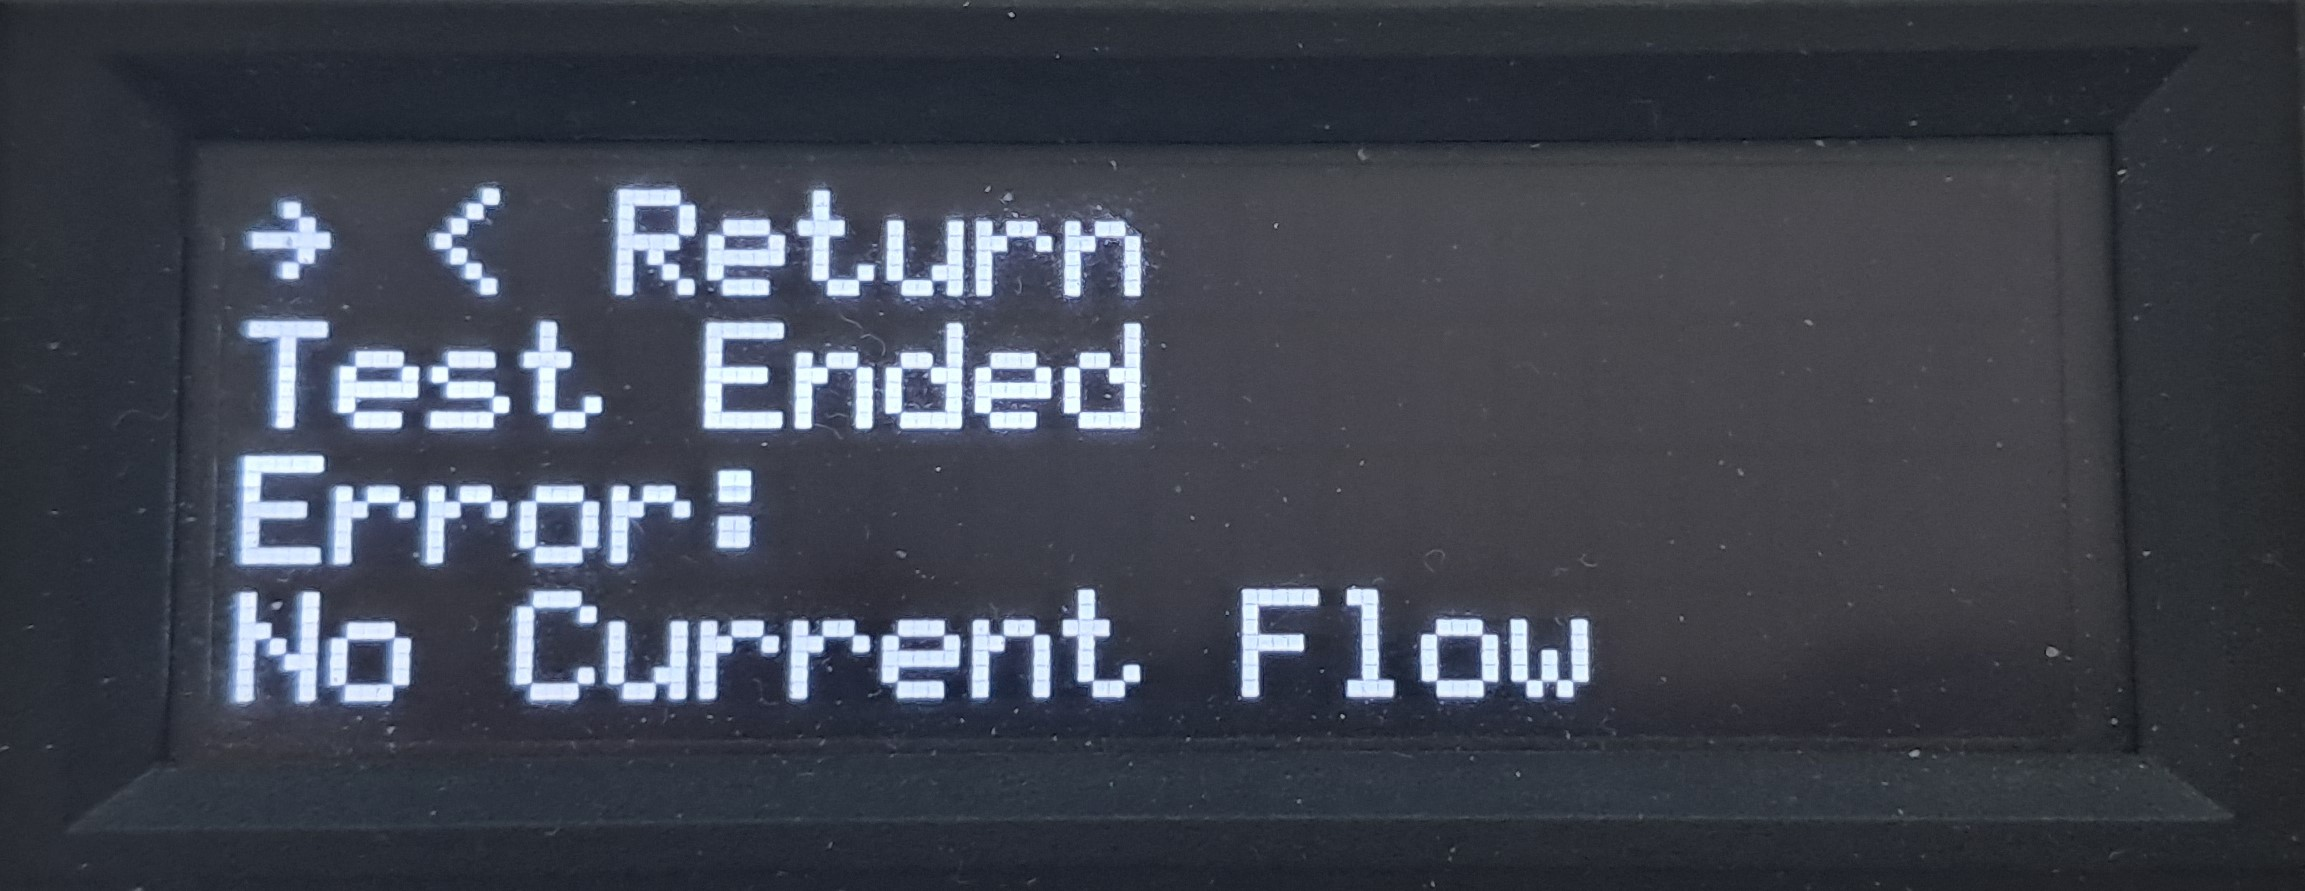 → < Return
Test Ended
Error:
No Current Flow